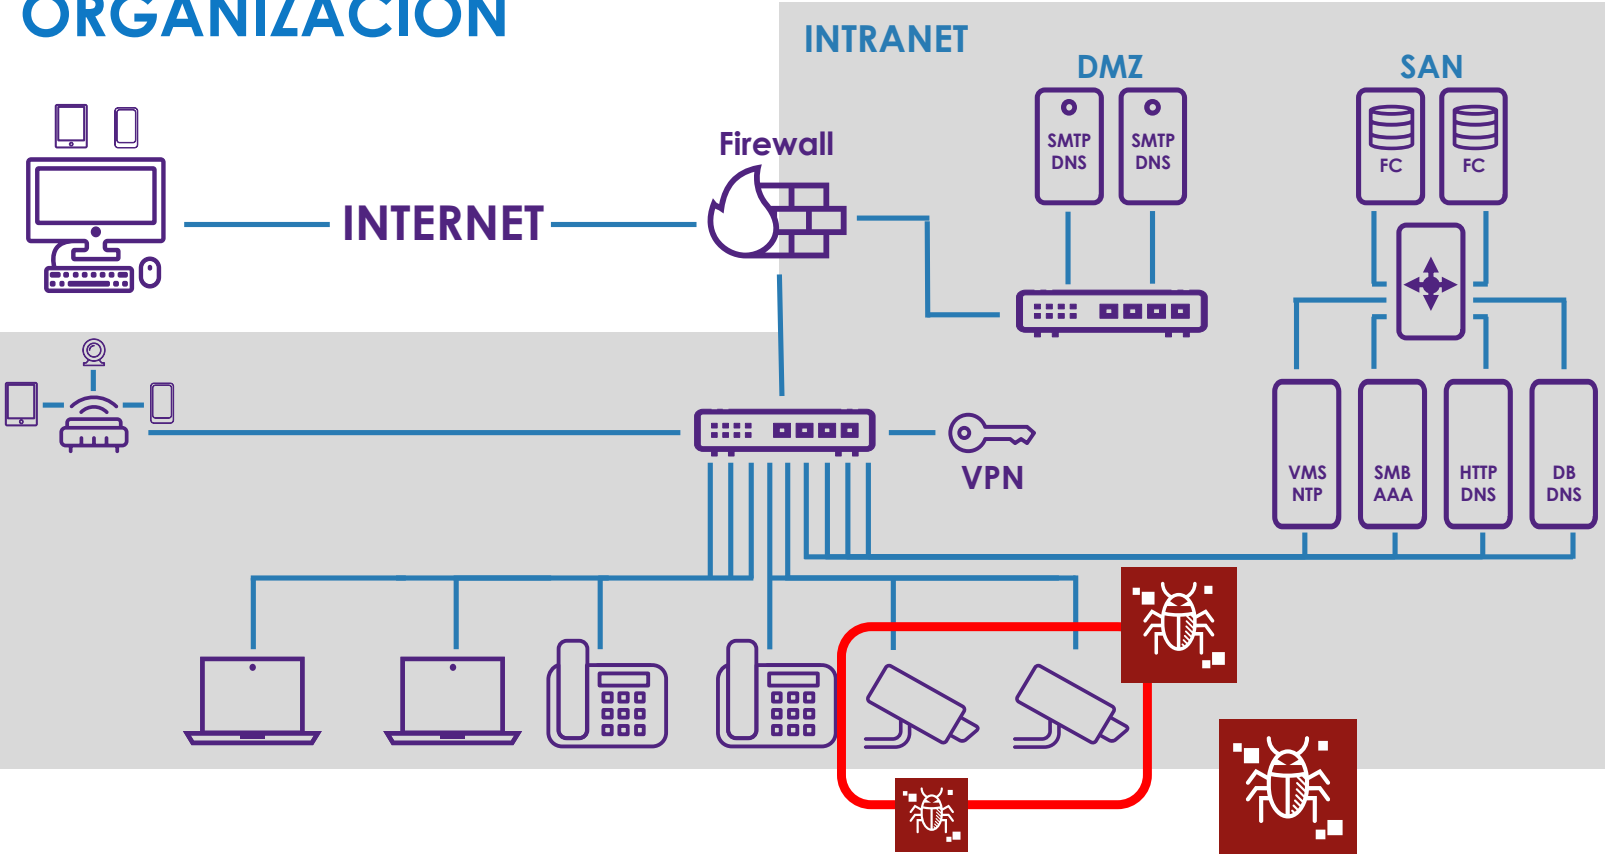 ORGANIZACIÓN
INTRANET
DMZ
SAN
Firewall
SMTP
DNS
SMTP
DNS
FC
FC
INTERNET
VPN
VMS
NTP
SMB
AAA
HTTP
DNS
DB
DNS